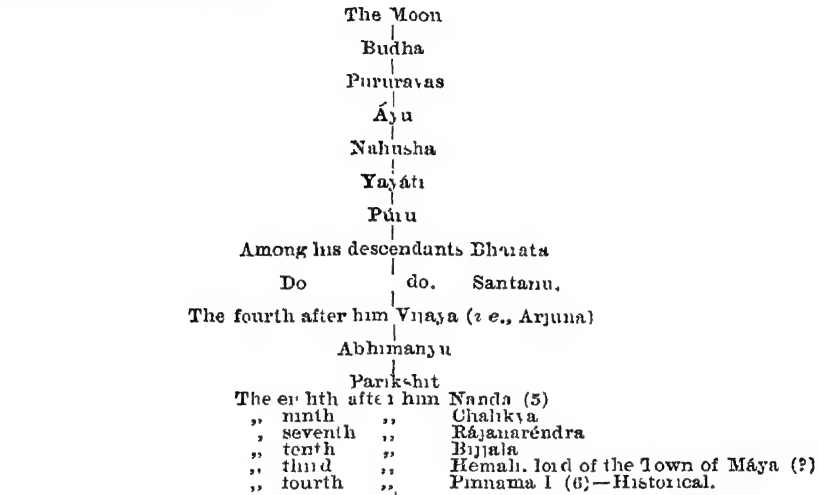 The Moon
Budha
Pururavas
Áyu
Nahusha
Yayáti
Púru
Among his descendants Bharata
Do do. Santanu.
The fourth after him Vijaya (i e., Arjuna)
Abhimanyu
Parikshit
The eighth after him Nanda (5)
„ ninth „ Chalikya
„ seventh „ Rájanaréndra
„ tenth „ Bijjala
„ third „ Hemali. lord of the Town of Máya (?)
„ fourth „ Pinnama I (6)—Historical.